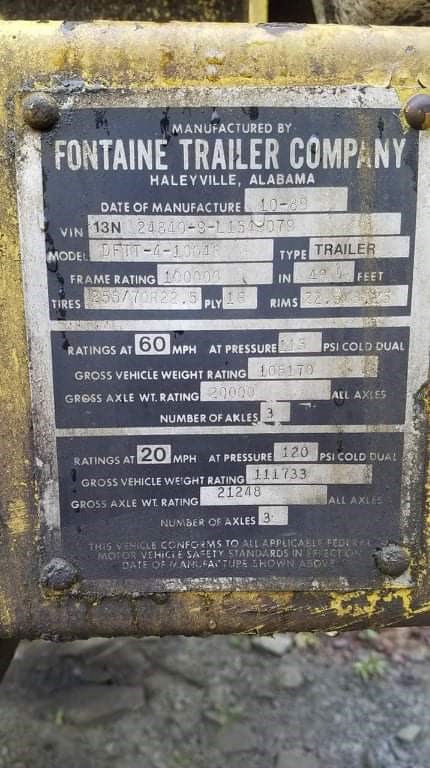 MANUFACTURED BY
FONTAINE TRAILER COMPANY
HALEYVILLE, ALABAMA
DATE OF MANUFACTURE 10-89
VIN 13N
MODEL TYPE TRAILER
FRAME RATING 100000 IN FEET
TIRES 255/70R22.5 PLY 16 RIMS
RATINGS AT 60 MPH AT PRESSURE 115 PSI COLD DUAL
GROSS VEHICLE WEIGHT RATING 105170
GROSS AXLE WT. RATING 20000 ALL AXLES
NUMBER OF AXLES 3
RATINGS AT 20 MPH AT PRESSURE 120 PSI COLD DUAL
GROSS VEHICLE WEIGHT RATING 111733
GROSS AXLE WT. RATING 21248 ALL AXLES
NUMBER OF AXLES 3
THIS VEHICLE CONFORMS TO ALL APPLICABLE FEDERAL
MOTOR VEHICLE SAFETY STANDARDS IN EFFECT ON
DATE OF MANUFACTURE SHOWN ABOVE